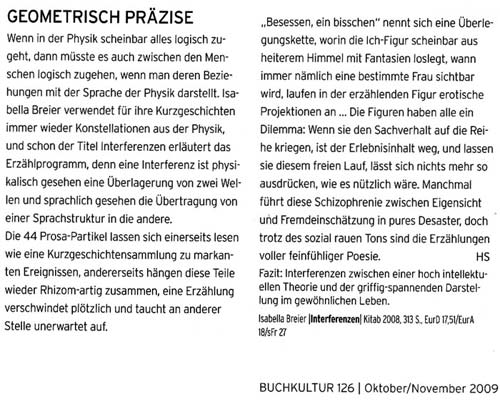 GEOMETRISCH PRÄZISE
Wenn in der Physik scheinbar alles logisch zu-
geht, dann müsste es auch zwischen den Men-
schen logisch zugehen, wenn man deren Bezie-
hungen mit der Sprache der Physik darstellt. Isa-
bella Breier verwendet für ihre Kurzgeschichten
immer wieder Konstellationen aus der Physik,
und schon der Titel Interferenzen erläutert das
Erzählprogramm, denn eine Interferenz ist physi-
kalisch gesehen eine Überlagerung von zwei Wel-
len und sprachlich gesehen die Übertragung von
einer Sprachstruktur in die andere.
Die 44 Prosa-Partikel lassen sich einerseits lesen
wie eine Kurzgeschichtensammlung zu markan-
ten Ereignissen, andererseits hängen diese Teile
wieder Rhizom-artig zusammen, eine Erzählung
verschwindet plötzlich und taucht an anderer
Stelle unerwartet auf.
„Besessen, ein bisschen" nennt sich eine Überle-
gungskette, worin die Ich-Figur scheinbar aus
heiterem Himmel mit Fantasien loslegt, wann
immer nämlich eine bestimmte Frau sichtbar
wird, laufen in der erzählenden Figur erotische
Projektionen an ... Die Figuren haben alle ein
Dilemma: Wenn sie den Sachverhalt auf die Rei-
he kriegen, ist der Erlebnisinhalt weg, und lassen
sie diesem freien Lauf, lässt sich nichts mehr so
ausdrücken, wie es nützlich wäre. Manchmal
führt diese Schizophrenie zwischen Eigensicht
und Fremdeinschätzung in pures Desaster, doch
trotz des sozial rauen Tons sind die Erzählungen
voller feinfühliger Poesie. HS
Fazit: Interferenzen zwischen einer hoch intellektu-
ellen Theorie und der griffig-spannenden Darstel-
lung im gewöhnlichen Leben.
Isabella Breier |Interferenzen| Kitab 2008, 313 S., EurD 17,51/EurA
18/sFr 27
BUCHKULTUR 126 | Oktober/November 2009